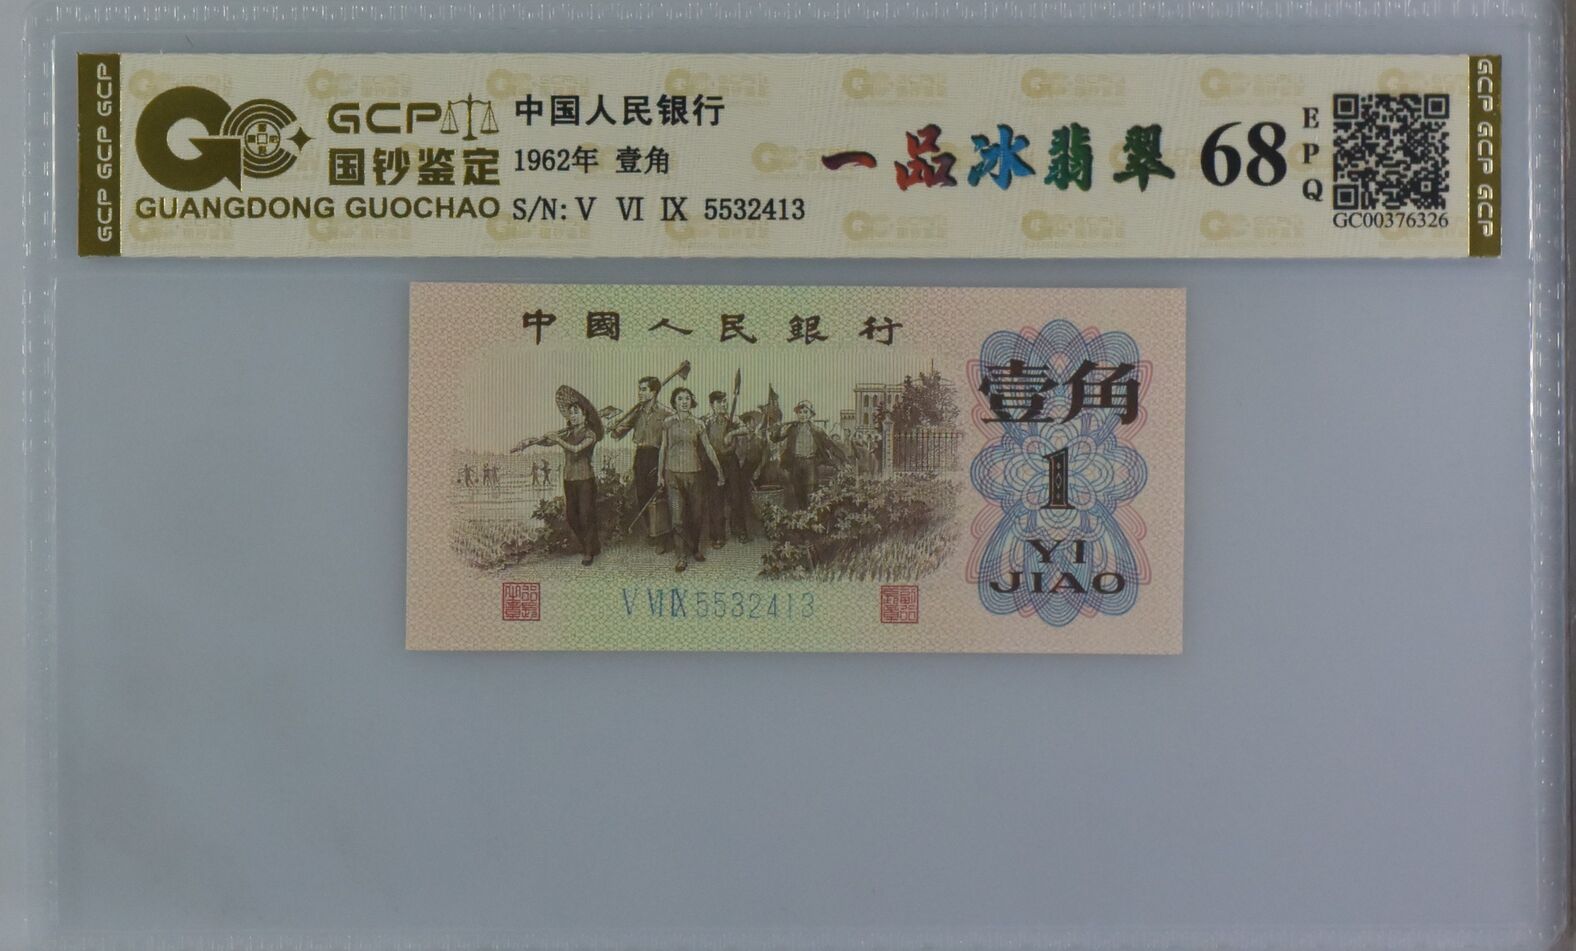 GCP GCP GCP
GCP
国钞鉴定
GUANGDONG GUOCHAO
中国人民银行
1962年 壹角
S/N: V VI IX 5532413
一品冰翡翠
68
EPQ
GC00376326
GCP GCP GCP
中國人民銀行
壹角
1
YI
JIAO
V VI IX 5532413